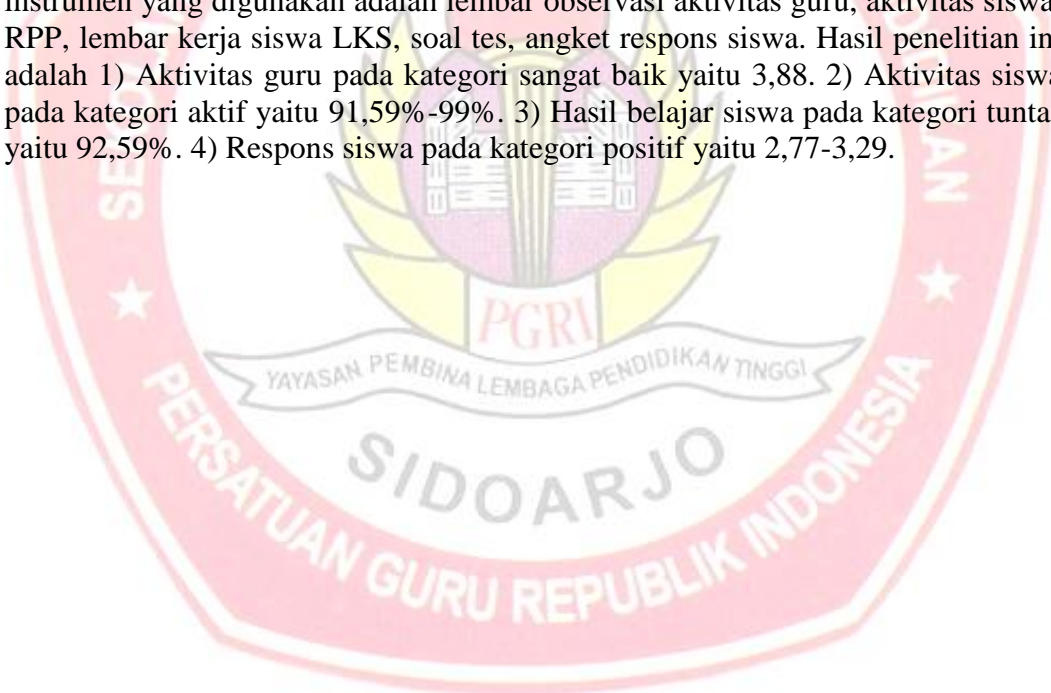 instrumen yang digunakan adalah lembar observasi aktivitas guru, aktivitas siswa
RPP, lembar kerja siswa LKS, soal tes, angket respons siswa. Hasil penelitian in
adalah 1) Aktivitas guru pada kategori sangat baik yaitu 3,88. 2) Aktivitas siswa
pada kategori aktif yaitu 91,59%-99%. 3) Hasil belajar siswa pada kategori tunta
yaitu 92,59%. 4) Respons siswa pada kategori positif yaitu 2,77-3,29.
PGRI
YAYASAN PEMBINA LEMBAGA PENDIDIKAN TINGGI
SIDOARJO
PERSATUAN GURU REPUBLIK INDONESIA